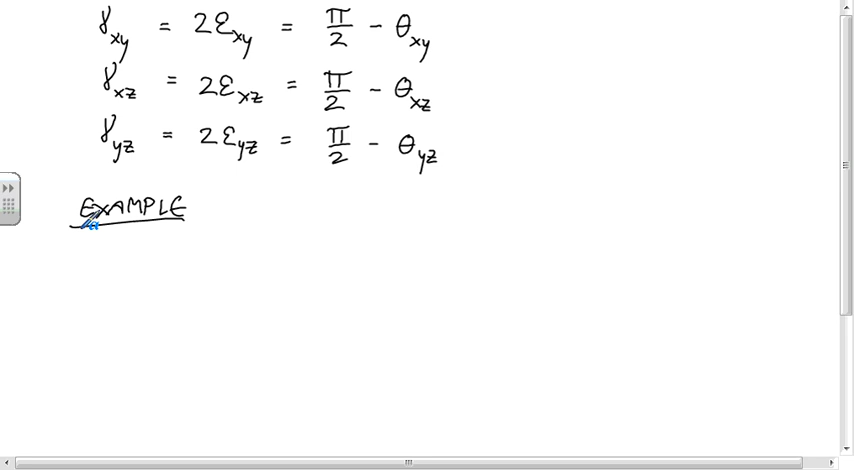 γxy = 2εxy = π/2 - θxy
γxz = 2εxz = π/2 - θxz
γyz = 2εyz = π/2 - θyz
EXAMPLE